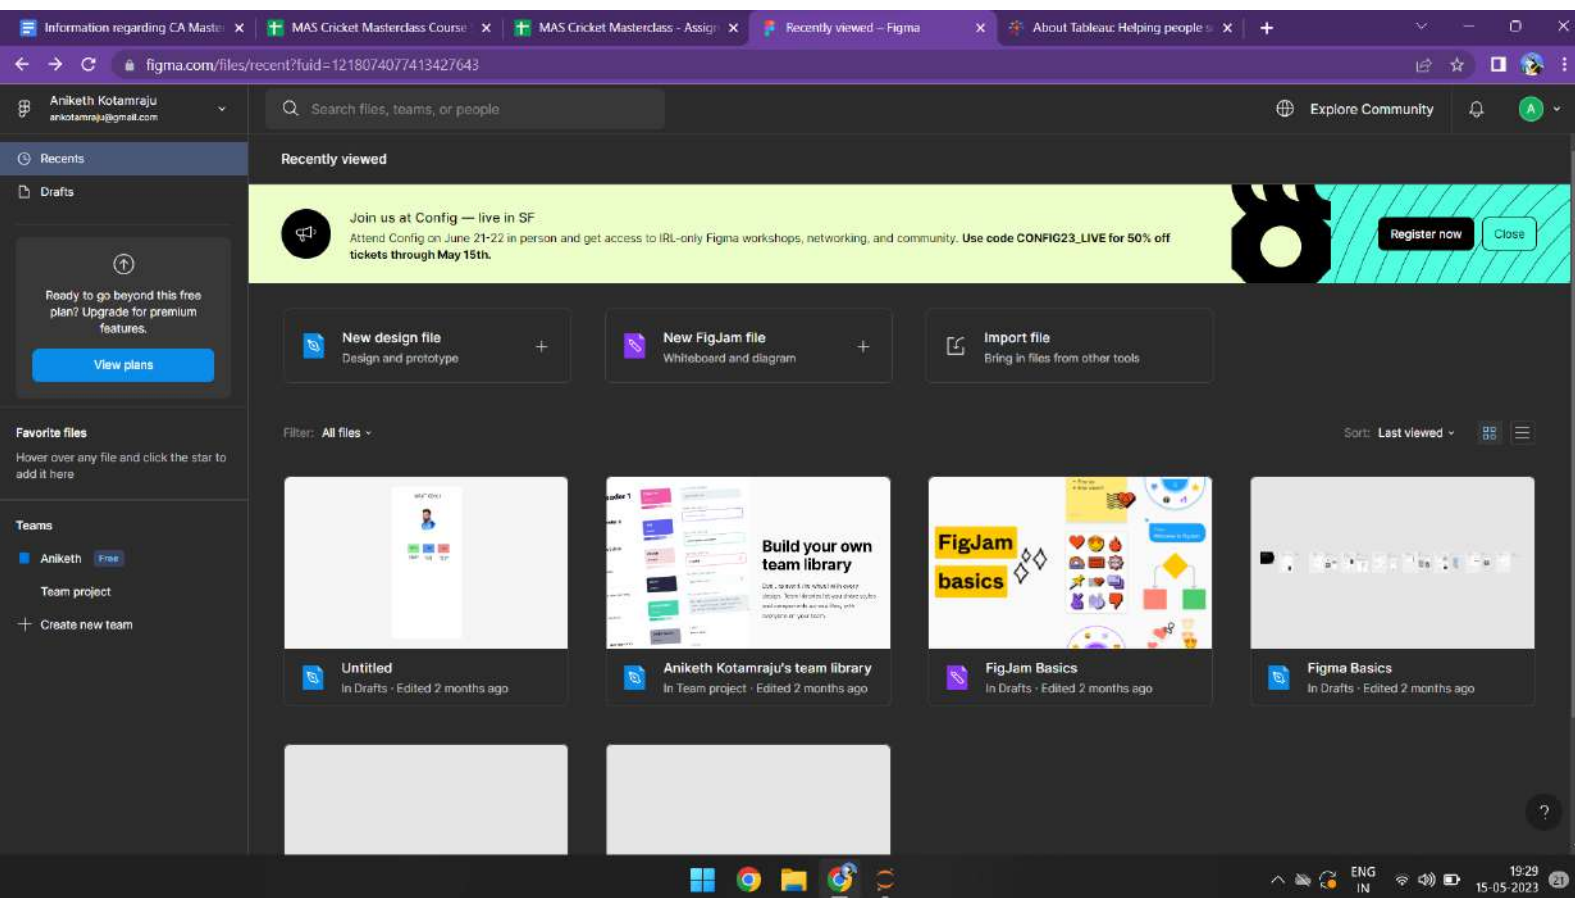 Information regarding CA Maste
MAS Cricket Masterclass Course
MAS Cricket Masterclass - Assign
Recently viewed – Figma
About Tableau: Helping people s
figma.com/files/recent?fuid=1218074077413427643
Aniketh Kotamraju
ankotamraju@gmail.com
Search files, teams, or people
Explore Community
A
Recents
Drafts
Recently viewed
Join us at Config — live in SF
Attend Config on June 21-22 in person and get access to IRL-only Figma workshops, networking, and community. Use code CONFIG23_LIVE for 50% off
tickets through May 15th.
Register now
Close
Ready to go beyond this free
plan? Upgrade for premium
features.
View plans
New design file
Design and prototype
New FigJam file
Whiteboard and diagram
Import file
Bring in files from other tools
Favorite files
Hover over any file and click the star to
add it here
Filter: All files
Sort: Last viewed
Teams
Aniketh Free
Team project
Create new team
Build your own
team library
FigJam
basics
Untitled
In Drafts · Edited 2 months ago
Aniketh Kotamraju's team library
In Team project · Edited 2 months ago
FigJam Basics
In Drafts · Edited 2 months ago
Figma Basics
In Drafts · Edited 2 months ago
?
ENG
IN
19:29
15-05-2023
21